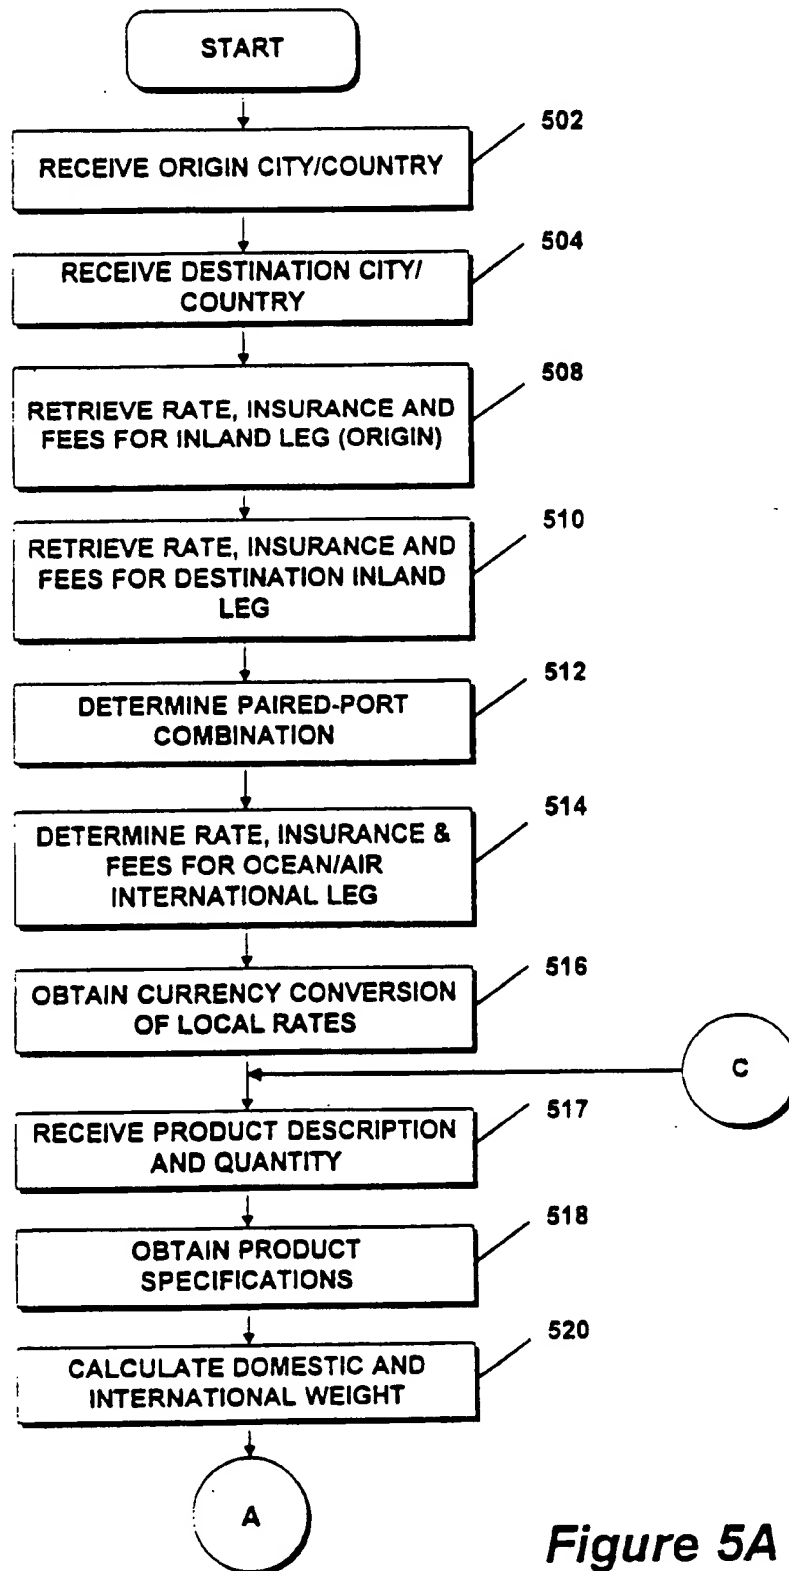 START
502
RECEIVE ORIGIN CITY/COUNTRY
504
RECEIVE DESTINATION CITY/
COUNTRY
508
RETRIEVE RATE, INSURANCE AND
FEES FOR INLAND LEG (ORIGIN)
510
RETRIEVE RATE, INSURANCE AND
FEES FOR DESTINATION INLAND
LEG
512
DETERMINE PAIRED-PORT
COMBINATION
514
DETERMINE RATE, INSURANCE &
FEES FOR OCEAN/AIR
INTERNATIONAL LEG
516
OBTAIN CURRENCY CONVERSION
OF LOCAL RATES
C
517
RECEIVE PRODUCT DESCRIPTION
AND QUANTITY
518
OBTAIN PRODUCT
SPECIFICATIONS
520
CALCULATE DOMESTIC AND
INTERNATIONAL WEIGHT
A
Figure 5A